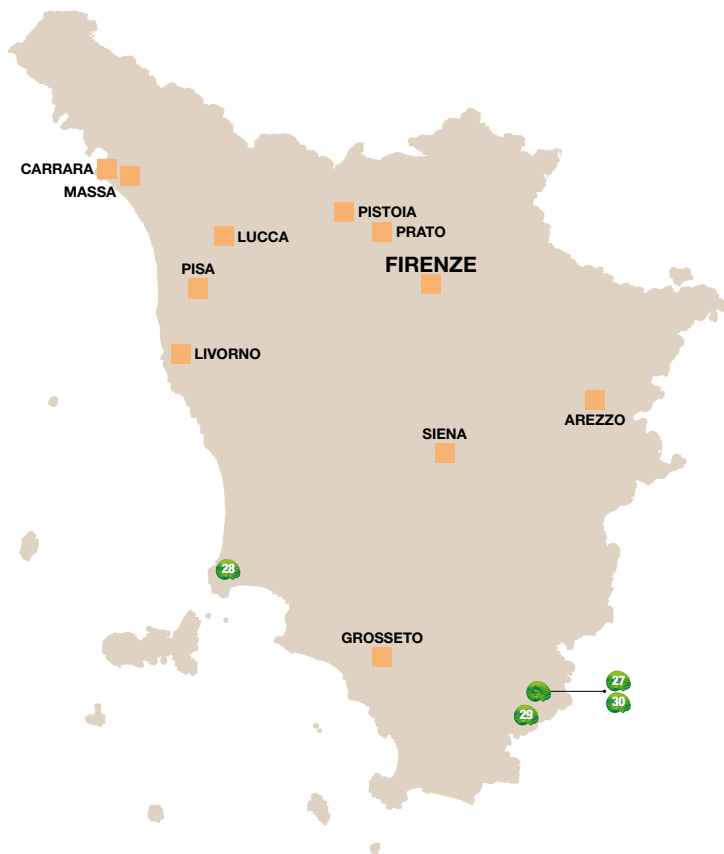 CARRARA
MASSA
PISTOIA
PRATO
LUCCA
FIRENZE
PISA
LIVORNO
AREZZO
SIENA
28
GROSSETO
27
30
29